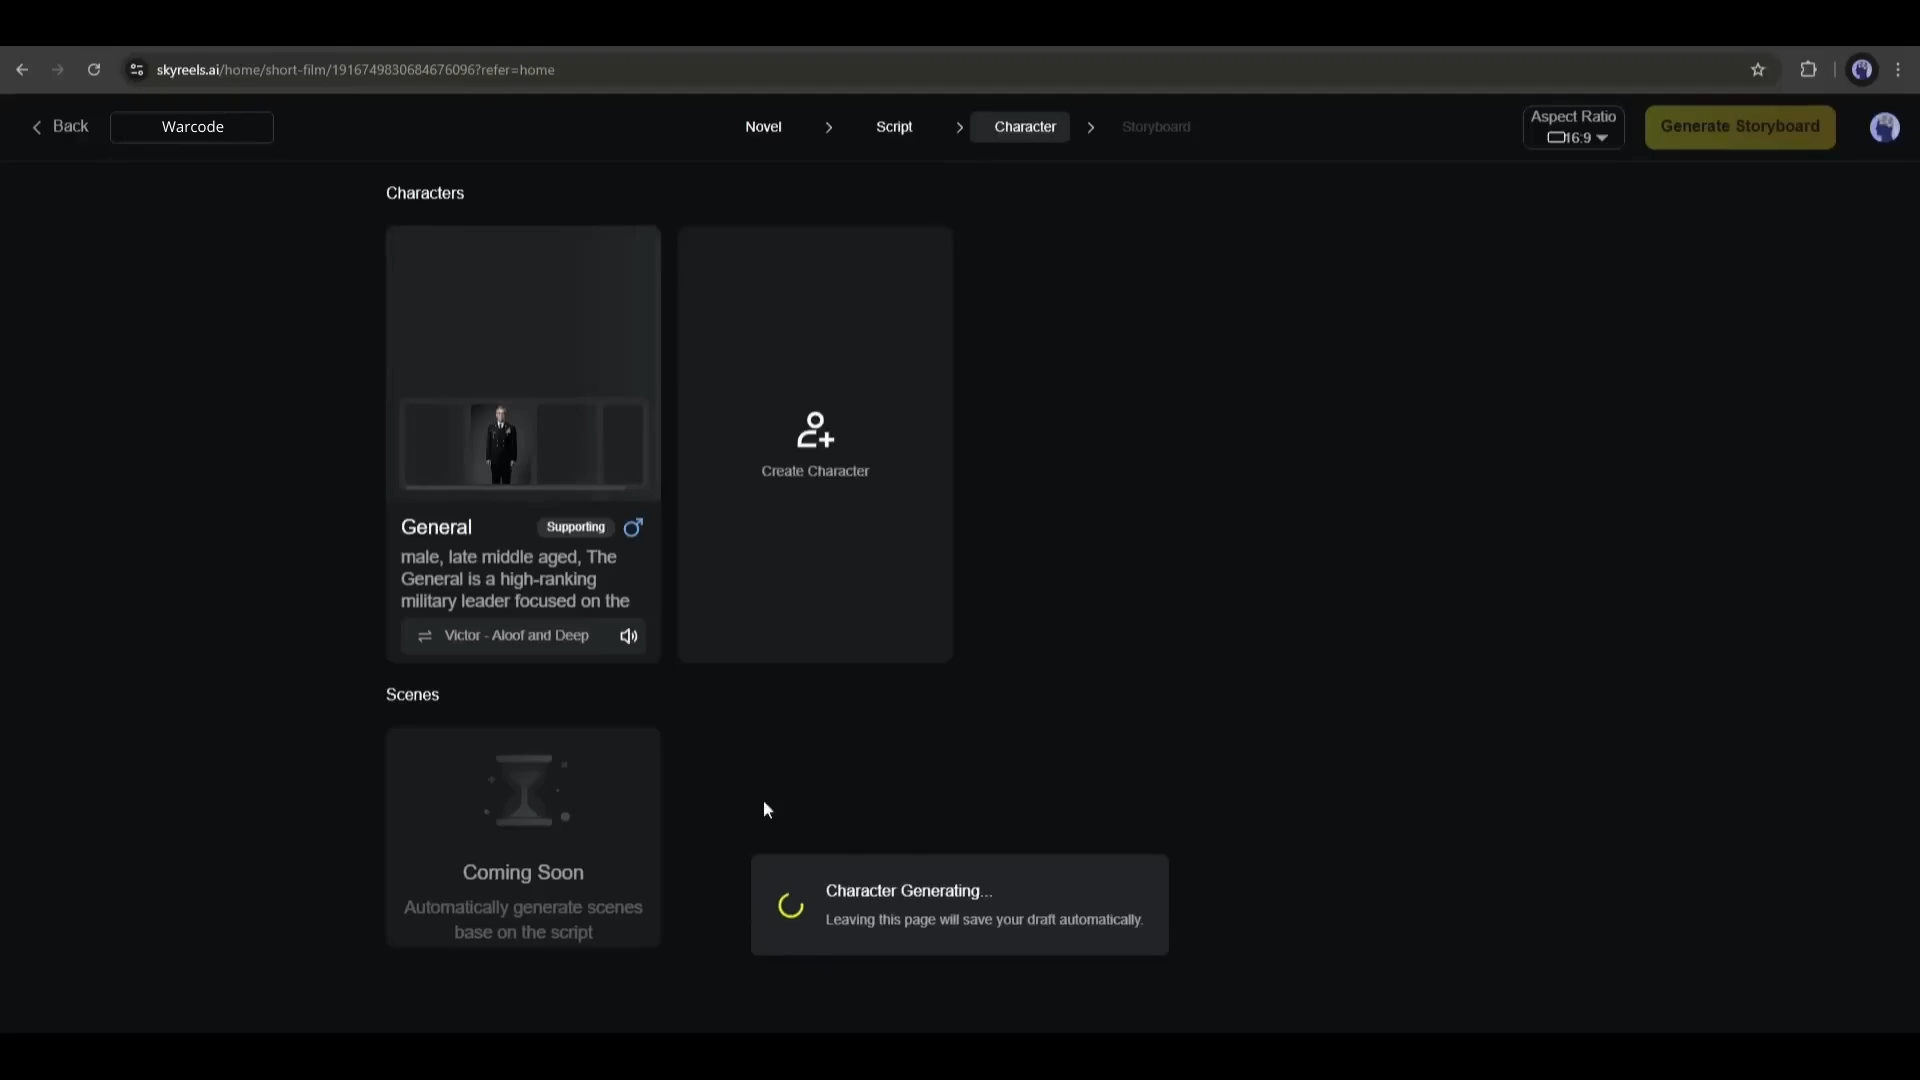 skyreels.ai/home/short-film/1916749830684676096?refer=home
Back
Warcode
Novel
Script
Character
Storyboard
Aspect Ratio
16:9
Generate Storyboard
Characters
Create Character
General
Supporting
male, late middle aged, The
General is a high-ranking
military leader focused on the
Victor - Aloof and Deep
Scenes
Coming Soon
Automatically generate scenes
base on the script
Character Generating...
Leaving this page will save your draft automatically.